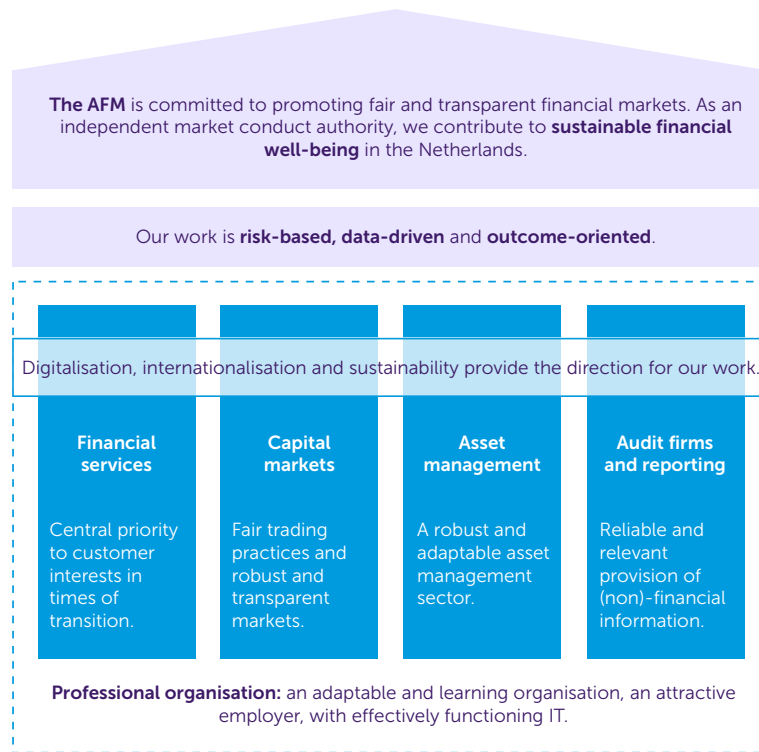 The AFM is committed to promoting fair and transparent financial markets. As an
independent market conduct authority, we contribute to sustainable financial
well-being in the Netherlands.
Our work is risk-based, data-driven and outcome-oriented.
Digitalisation, internationalisation and sustainability provide the direction for our work.
Financial
services
Central priority
to customer
interests in
times of
transition.
Capital
markets
Fair trading
practices and
robust and
transparent
markets.
Asset
management
A robust and
adaptable asset
management
sector.
Audit firms
and reporting
Reliable and
relevant
provision of
(non)-financial
information.
Professional organisation: an adaptable and learning organisation, an attractive
employer, with effectively functioning IT.